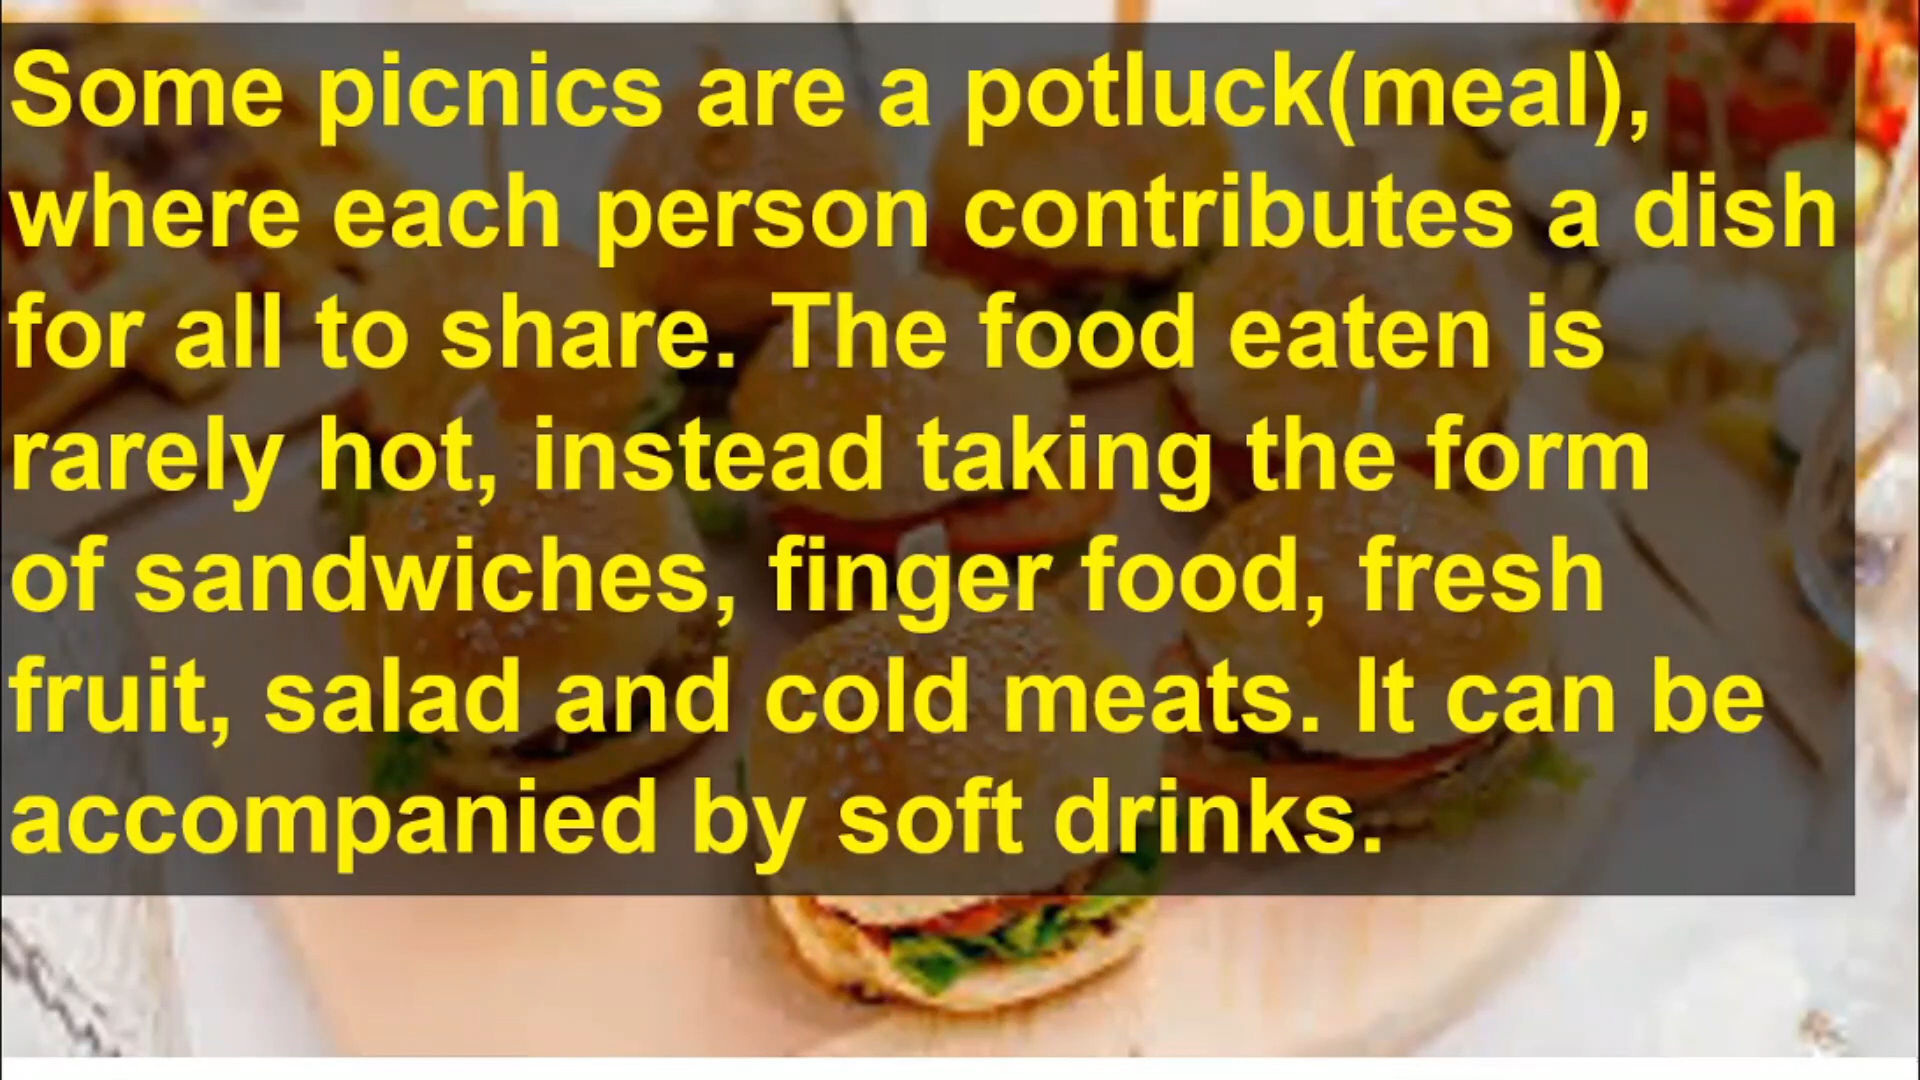 Some picnics are a potluck(meal),
where each person contributes a dish
for all to share. The food eaten is
rarely hot, instead taking the form
of sandwiches, finger food, fresh
fruit, salad and cold meats. It can be
accompanied by soft drinks.